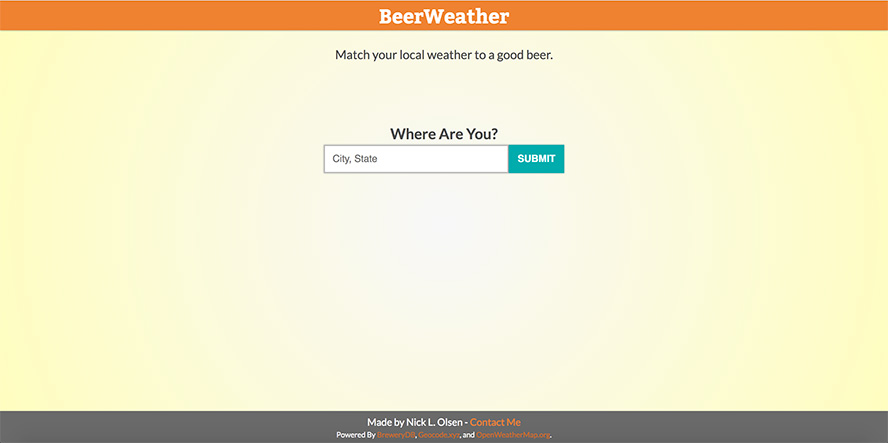 BeerWeather
Match your local weather to a good beer.
Where Are You?
City, State
SUBMIT
Made by Nick L. Olsen - Contact Me
Powered By BreweryDB, Geocode.xyz, and OpenWeatherMap.org.